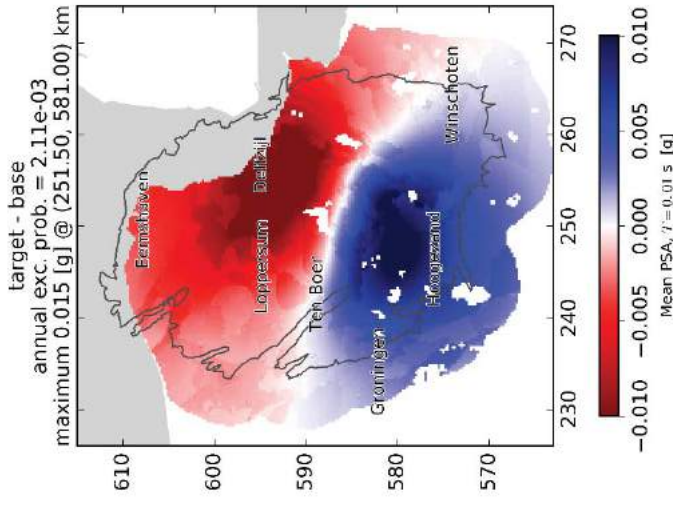 target - base
annual exc. prob. = 2.11e-03
maximum 0.015 [g] @ (251.50, 581.00) km
610
600
590
580
570
230
240
250
260
270
Eemshaven
Delfzijl
Loppersum
Ten Boer
Groningen
Hoogezand
Winschoten
−0.010
−0.005
0.000
0.005
0.010
Mean PSA, T = 0.01 s [g]